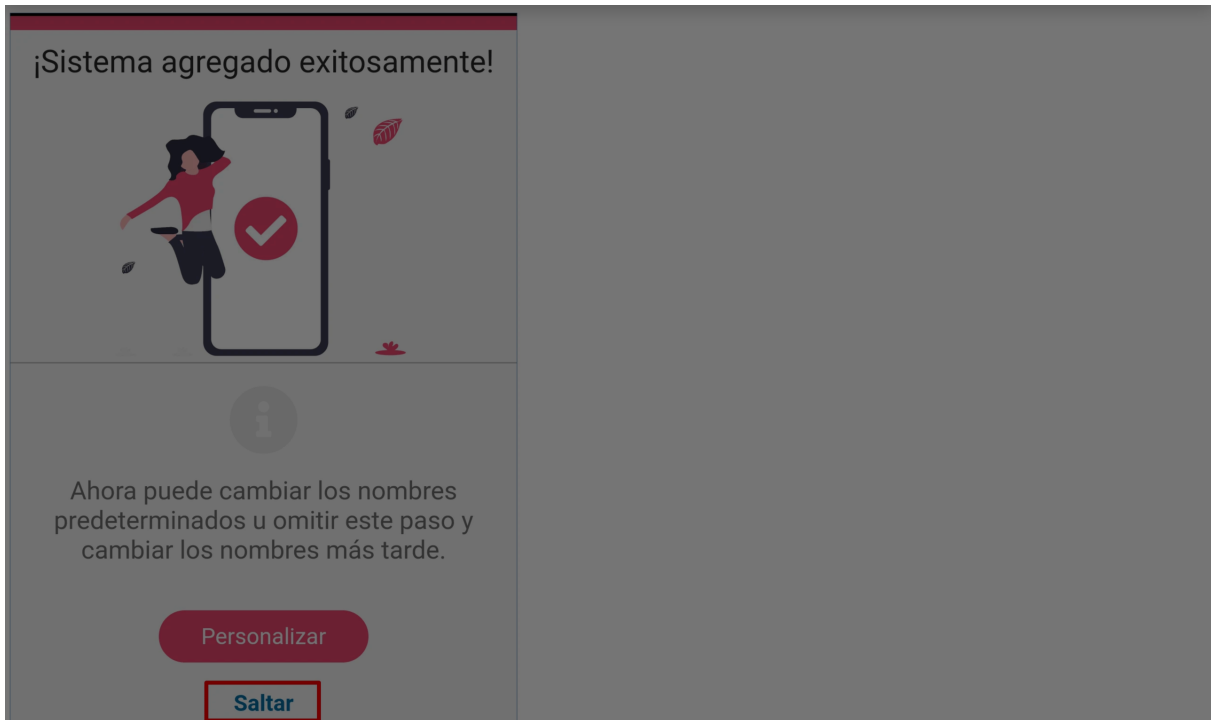 ¡Sistema agregado exitosamente!
Ahora puede cambiar los nombres
predeterminados u omitir este paso y
cambiar los nombres más tarde.
Personalizar
Saltar